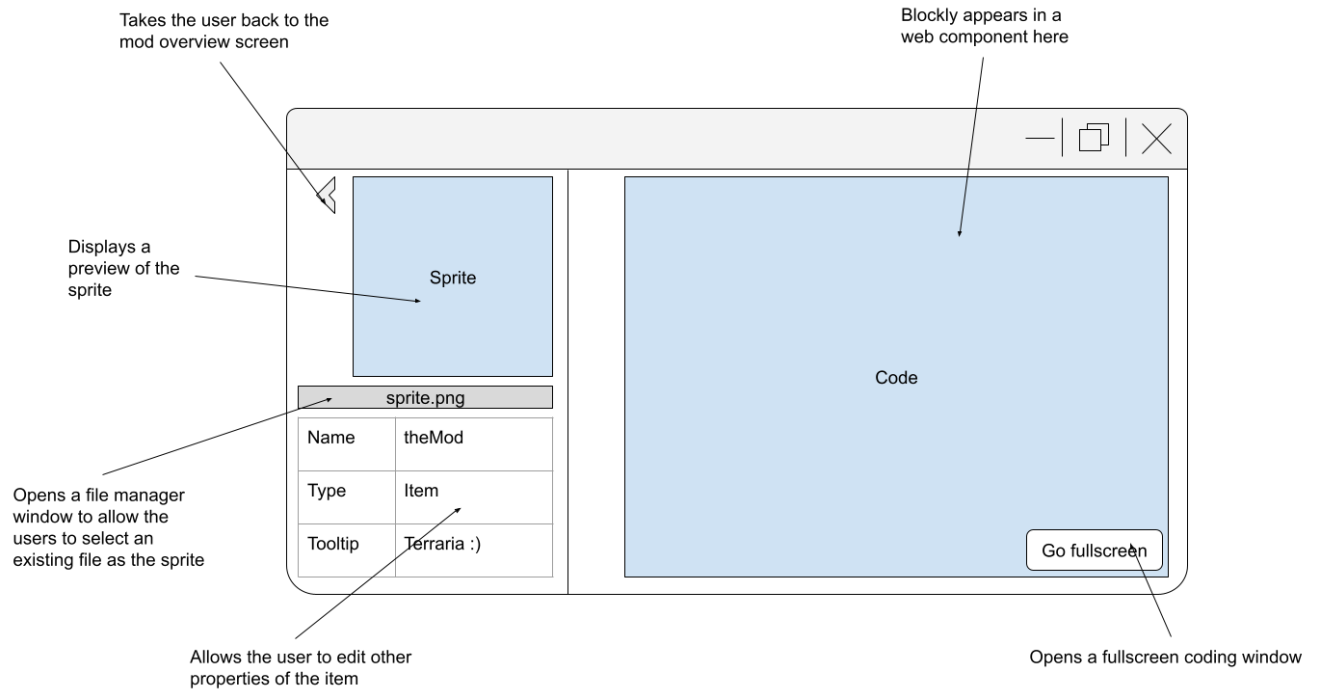 Takes the user back to the
mod overview screen
Blockly appears in a
web component here
Displays a
preview of the
sprite
Sprite
Code
sprite.png
Name
theMod
Type
Item
Tooltip
Terraria :)
Go fullscreen
Opens a file manager
window to allow the
users to select an
existing file as the sprite
Allows the user to edit other
properties of the item
Opens a fullscreen coding window